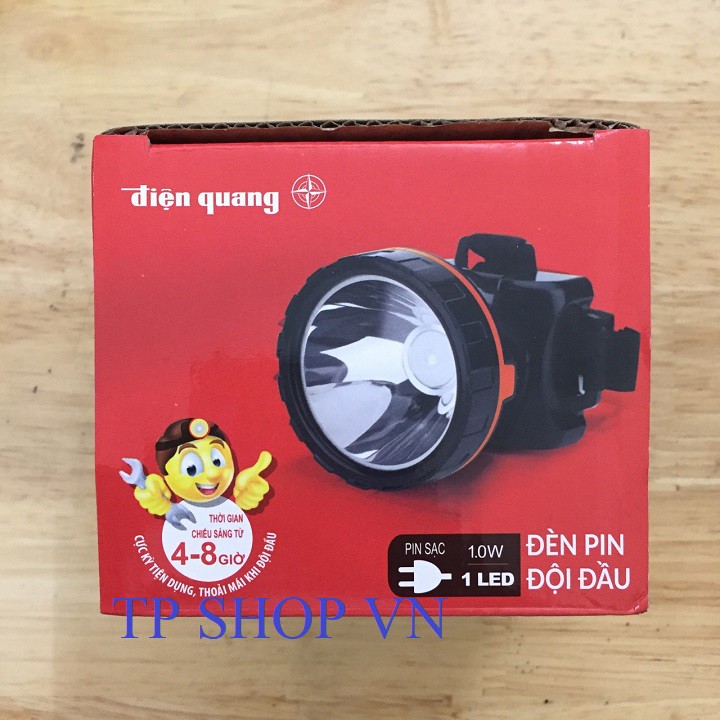 điện quang
THỜI GIAN
CHIẾU SÁNG TỪ
4-8 GIỜ
CỰC KỲ TIỆN DỤNG, THOẢI MÁI KHI ĐỘI ĐẦU
PIN SẠC
1.0W
1 LED
ĐÈN PIN
ĐỘI ĐẦU
TP SHOP VN